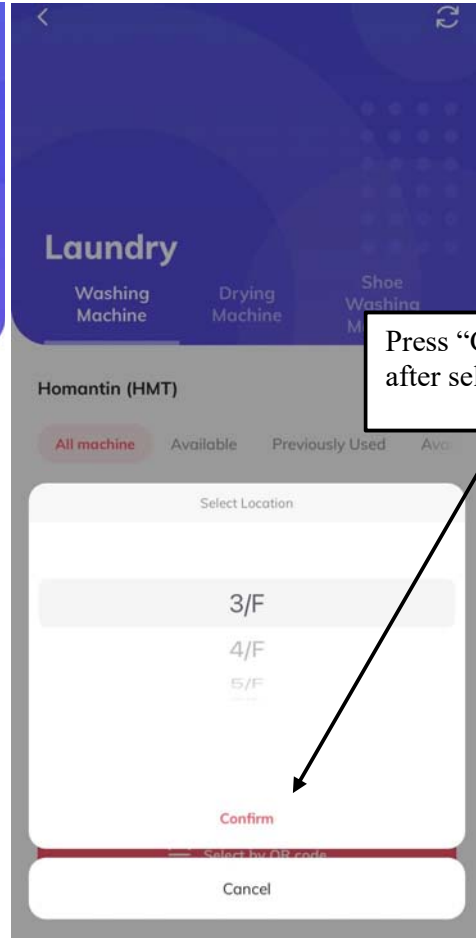 Laundry
Washing
Machine
Drying
Machine
Shoe
Washing
Press “
after
Homantin (HMT)
All machine
Available
Previously Used
Select Location
3/F
4/F
5/F
Confirm
Select by QR code
Cancel